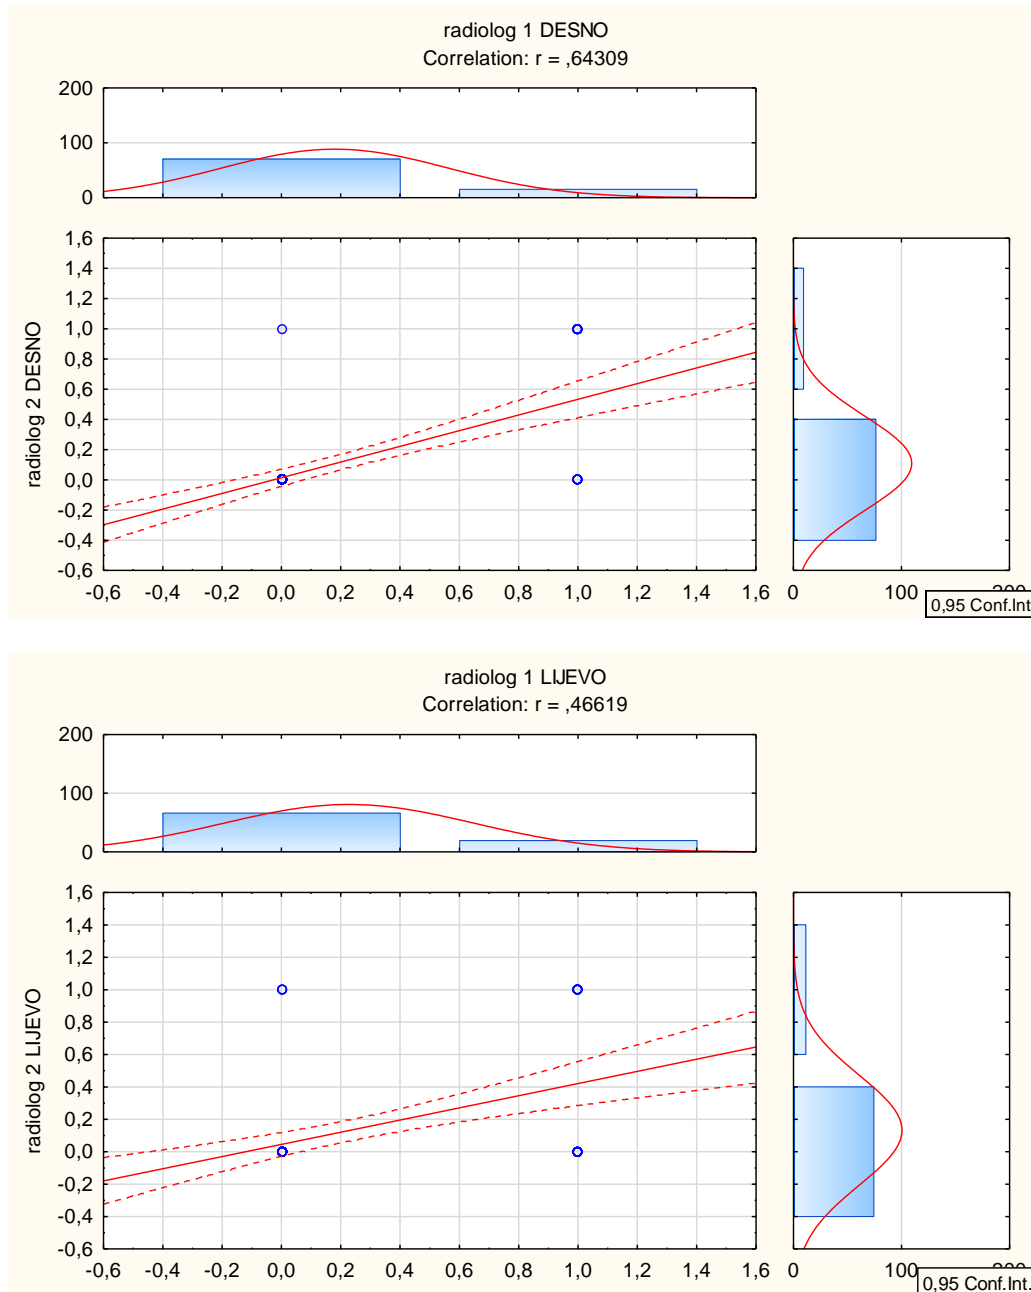 radiolog 1 DESNO
Correlation: r = ,64309
200
100
0
1,6
1,4
1,2
1,0
0,8
0,6
0,4
0,2
0,0
-0,2
-0,4
-0,6
radiolog 2 DESNO
-0,6 -0,4 -0,2 0,0 0,2 0,4 0,6 0,8 1,0 1,2 1,4 1,6
0 100 200
0,95 Conf.Int
radiolog 1 LIJEVO
Correlation: r = ,46619
200
100
0
1,6
1,4
1,2
1,0
0,8
0,6
0,4
0,2
0,0
-0,2
-0,4
-0,6
radiolog 2 LIJEVO
-0,6 -0,4 -0,2 0,0 0,2 0,4 0,6 0,8 1,0 1,2 1,4 1,6
0 100 200
0,95 Conf.Int.